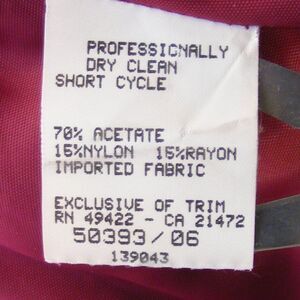 PROFESSIONALLY
DRY CLEAN
SHORT CYCLE
70% ACETATE
15%NYLON 15%RAYON
IMPORTED FABRIC
EXCLUSIVE OF TRIM
RN 49422 - CA 21472
50393/06
139043